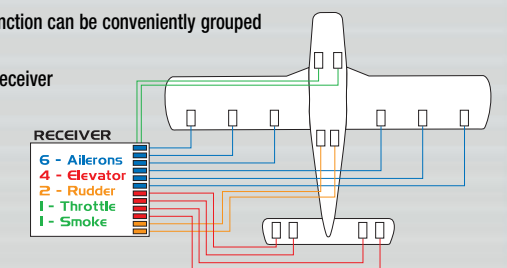 nction can be conveniently grouped
eceiver
RECEIVER
6 - Ailerons
4 - Elevator
2 - Rudder
1 - Throttle
1 - Smoke